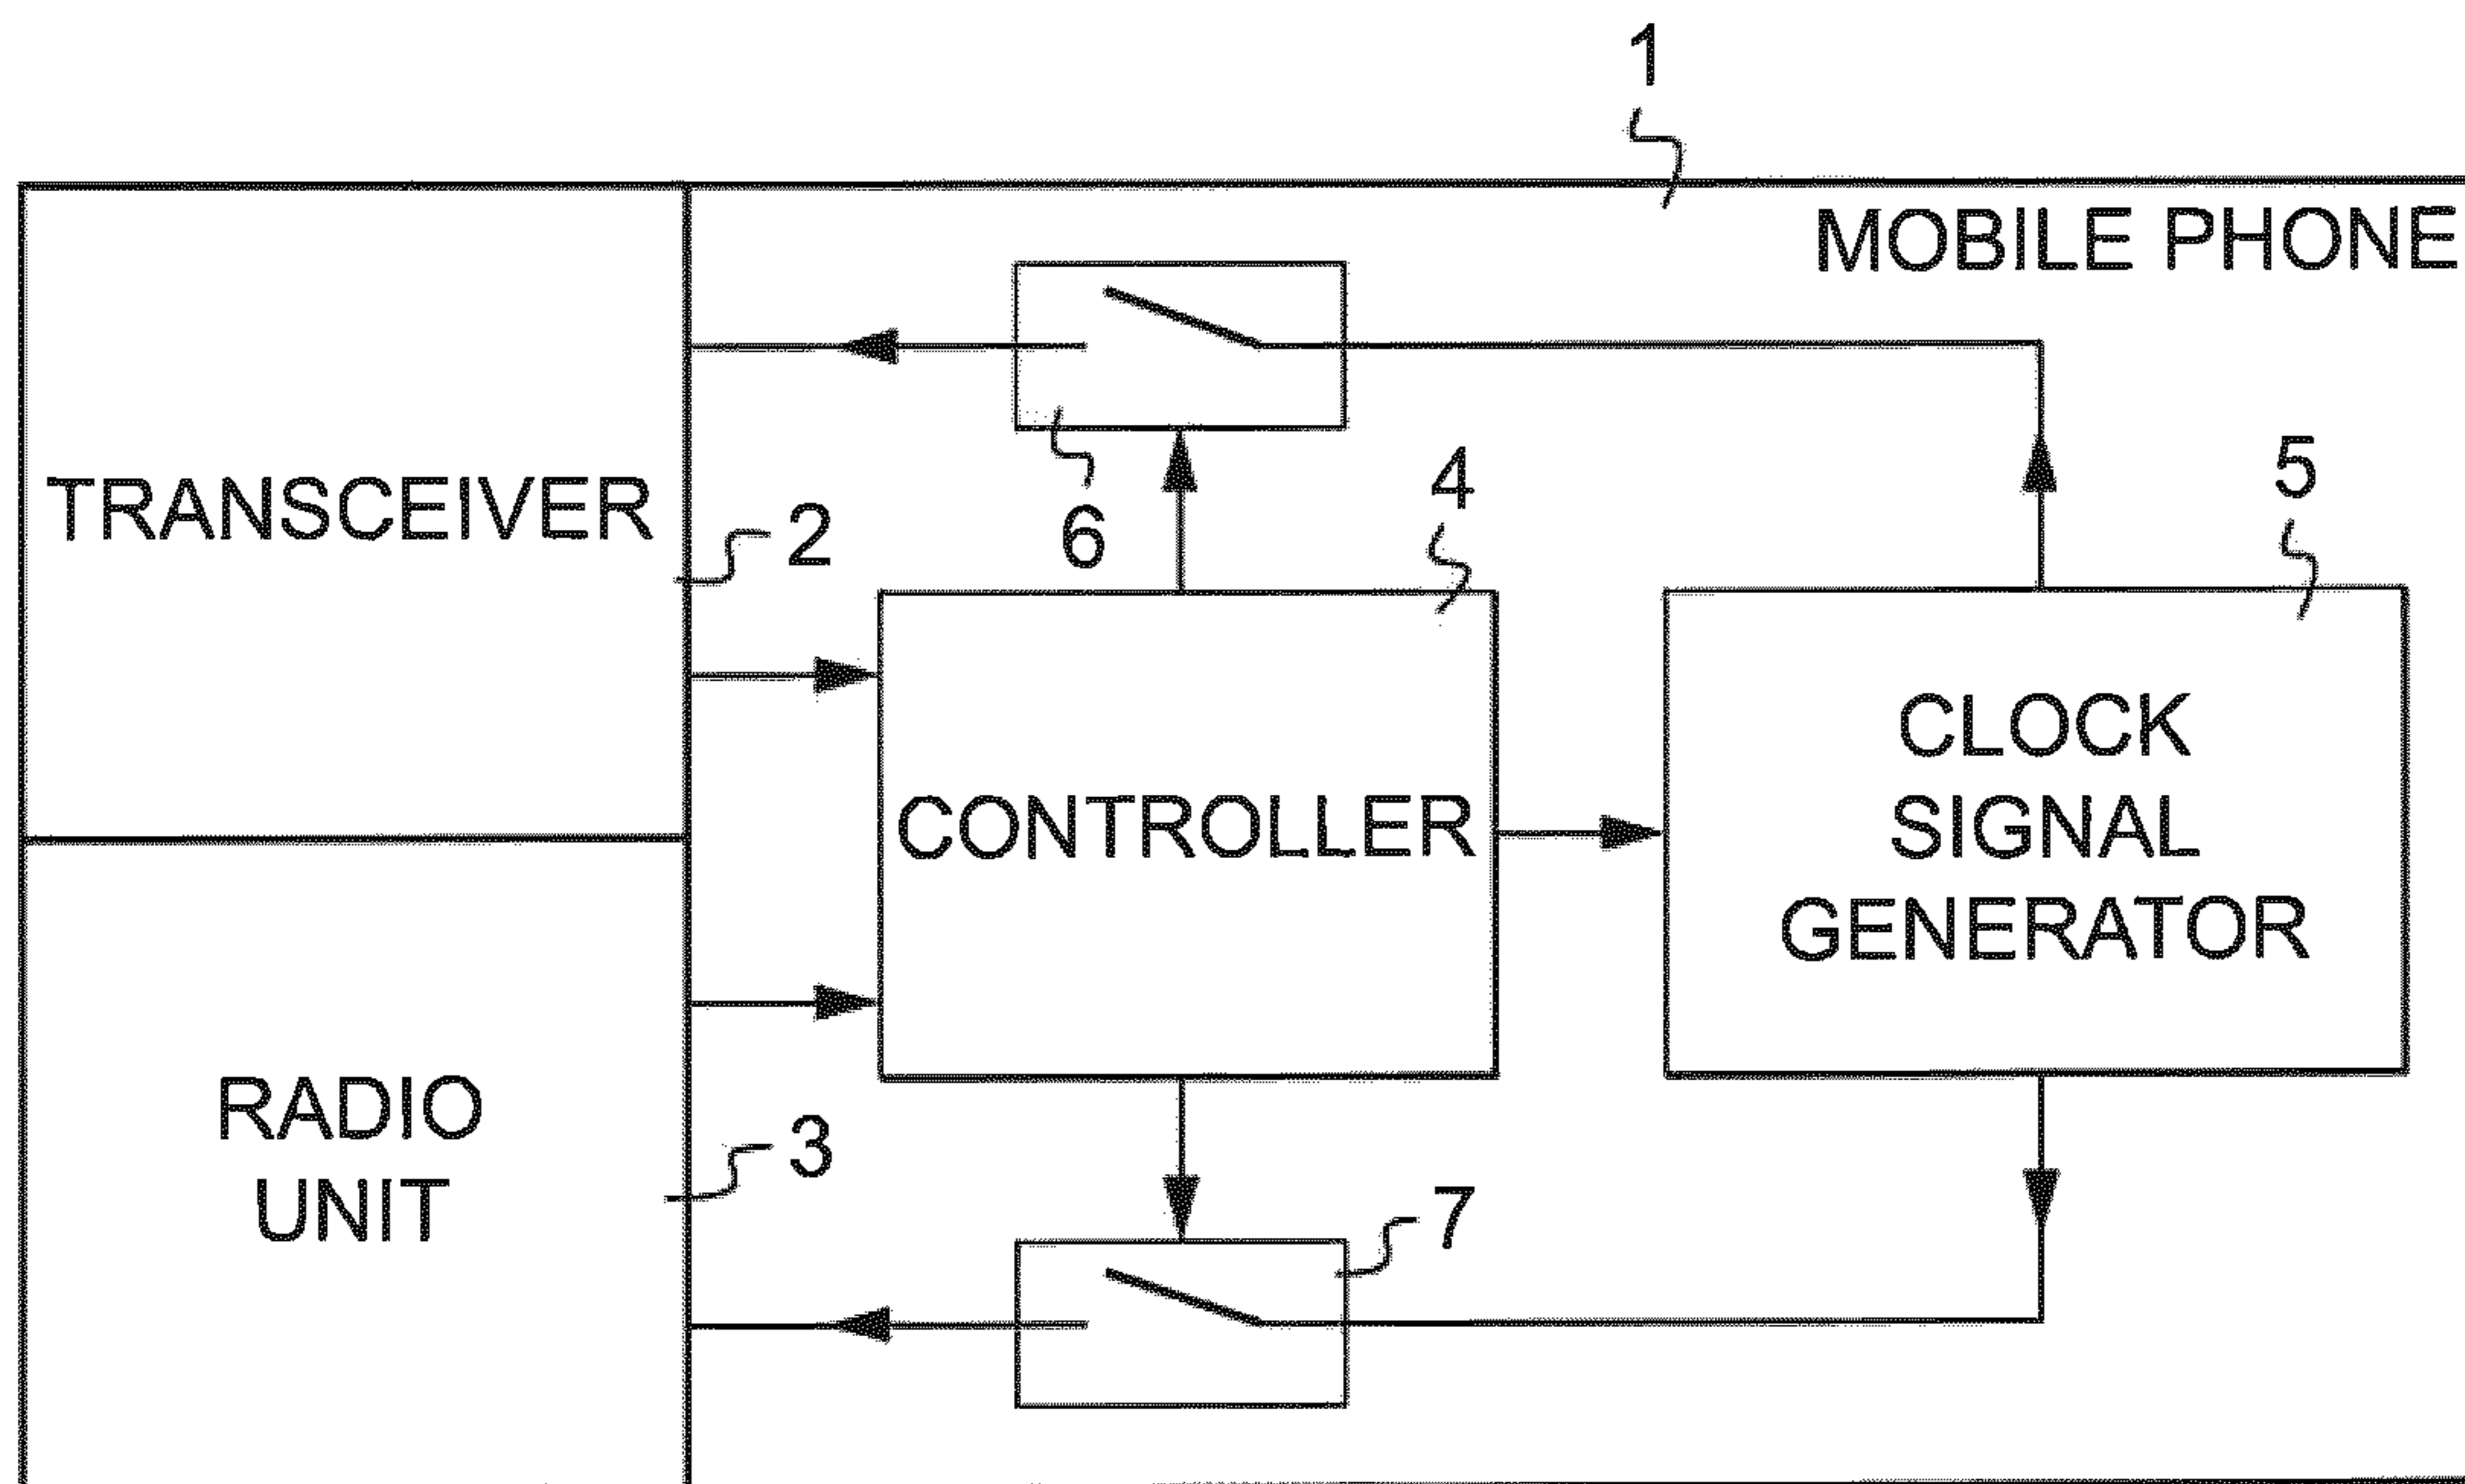 1
MOBILE PHONE
TRANSCEIVER
2
6
4
5
CONTROLLER
CLOCK
SIGNAL
GENERATOR
RADIO
UNIT
3
7